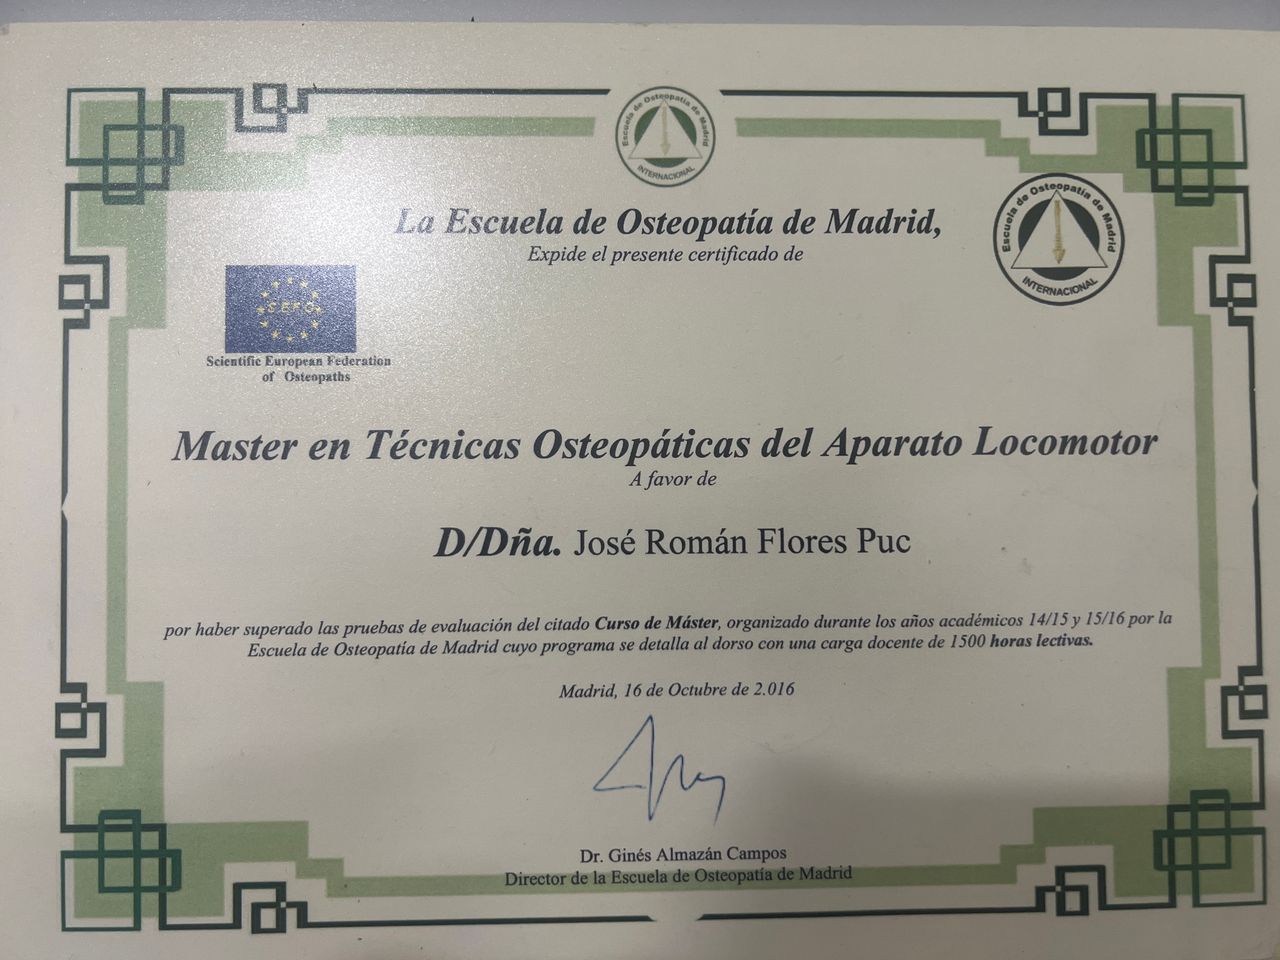 Escuela de Osteopatía de Madrid
INTERNACIONAL
La Escuela de Osteopatía de Madrid,
Expide el presente certificado de
Escuela de Osteopatía de Madrid
INTERNACIONAL
S.E.F.O.
Scientific European Federation
of Osteopaths
Master en Técnicas Osteopáticas del Aparato Locomotor
A favor de
D/Dña. José Román Flores Puc
por haber superado las pruebas de evaluación del citado Curso de Máster, organizado durante los años académicos 14/15 y 15/16 por la
Escuela de Osteopatía de Madrid cuyo programa se detalla al dorso con una carga docente de 1500 horas lectivas.
Madrid, 16 de Octubre de 2.016
Dr. Ginés Almazán Campos
Director de la Escuela de Osteopatía de Madrid